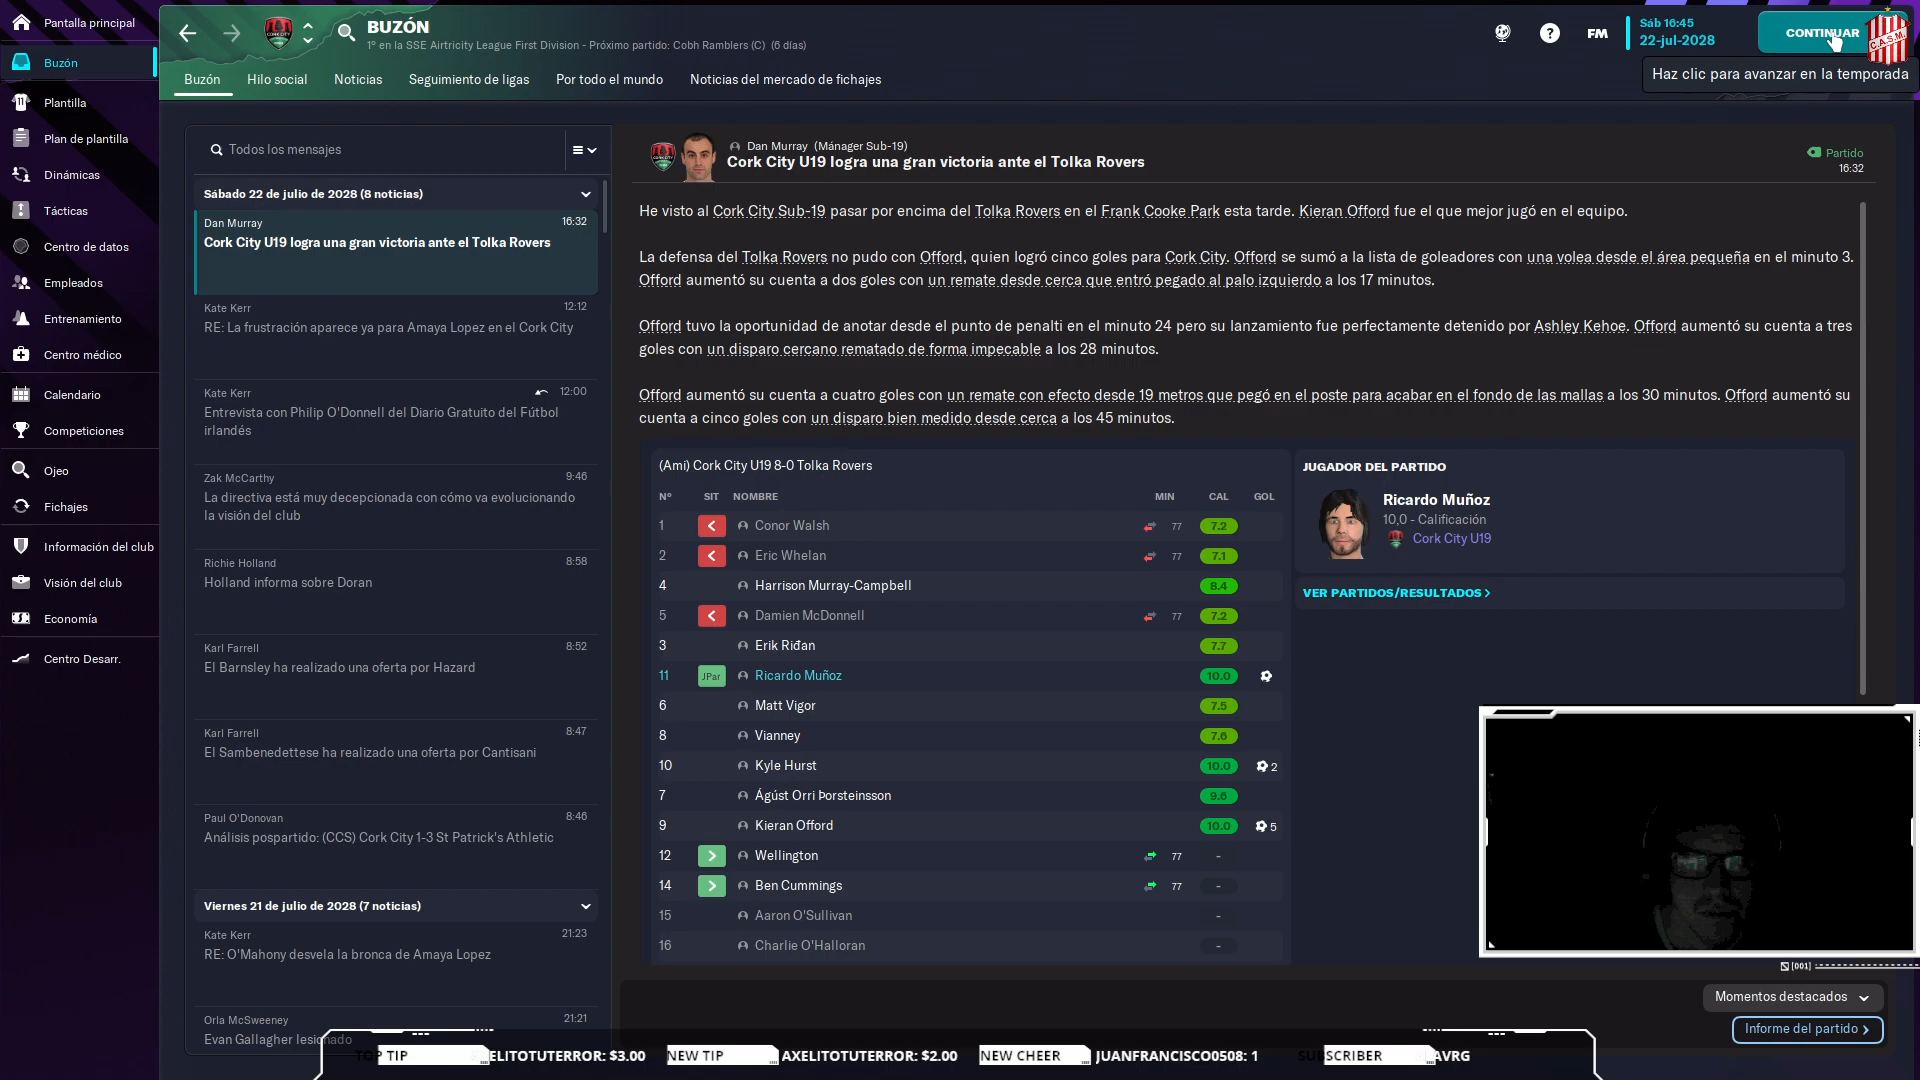 Pantalla principal
Buzón
Plantilla
Plan de plantilla
Dinámicas
Tácticas
Centro de datos
Empleados
Entrenamiento
Centro médico
Calendario
Competiciones
Ojeo
Fichajes
Información del club
Visión del club
Economía
Centro Desarr.
BUZÓN
1º en la SSE Airtricity League First Division - Próximo partido: Cobh Ramblers (C) (6 días)
FM
Sáb 16:45
22-jul-2028
CONTINUAR
C.A.S.M.
Haz clic para avanzar en la temporada
Buzón Hilo social Noticias Seguimiento de ligas Por todo el mundo Noticias del mercado de fichajes
Todos los mensajes
Sábado 22 de julio de 2028 (8 noticias)
Dan Murray 16:32
Cork City U19 logra una gran victoria ante el Tolka Rovers
Kate Kerr 12:12
RE: La frustración aparece ya para Amaya Lopez en el Cork City
Kate Kerr 12:00
Entrevista con Philip O'Donnell del Diario Gratuito del Fútbol
irlandés
Zak McCarthy 9:46
La directiva está muy decepcionada con cómo va evolucionando
la visión del club
Richie Holland 8:58
Holland informa sobre Doran
Karl Farrell 8:52
El Barnsley ha realizado una oferta por Hazard
Karl Farrell 8:47
El Sambenedettese ha realizado una oferta por Cantisani
Paul O'Donovan 8:46
Análisis pospartido: (CCS) Cork City 1-3 St Patrick's Athletic
Viernes 21 de julio de 2028 (7 noticias)
Kate Kerr 21:23
RE: O'Mahony desvela la bronca de Amaya Lopez
Orla McSweeney 21:21
Evan Gallagher lesionado
Dan Murray (Mánager Sub-19)
Cork City U19 logra una gran victoria ante el Tolka Rovers
Partido
16:32
He visto al Cork City Sub-19 pasar por encima del Tolka Rovers en el Frank Cooke Park esta tarde. Kieran Offord fue el que mejor jugó en el equipo.
La defensa del Tolka Rovers no pudo con Offord, quien logró cinco goles para Cork City. Offord se sumó a la lista de goleadores con una volea desde el área pequeña en el minuto 3.
Offord aumentó su cuenta a dos goles con un remate desde cerca que entró pegado al palo izquierdo a los 17 minutos.
Offord tuvo la oportunidad de anotar desde el punto de penalti en el minuto 24 pero su lanzamiento fue perfectamente detenido por Ashley Kehoe. Offord aumentó su cuenta a tres
goles con un disparo cercano rematado de forma impecable a los 28 minutos.
Offord aumentó su cuenta a cuatro goles con un remate con efecto desde 19 metros que pegó en el poste para acabar en el fondo de las mallas a los 30 minutos. Offord aumentó su
cuenta a cinco goles con un disparo bien medido desde cerca a los 45 minutos.
(Ami) Cork City U19 8-0 Tolka Rovers
Nº SIT NOMBRE MIN CAL GOL
1 Conor Walsh 77 7.2
2 Eric Whelan 77 7.1
4 Harrison Murray-Campbell 8.4
5 Damien McDonnell 77 7.2
3 Erik Riđan 7.7
11 JPar Ricardo Muñoz 10.0
6 Matt Vigor 7.5
8 Vianney 7.6
10 Kyle Hurst 10.0 2
7 Ágúst Orri Þorsteinsson 9.6
9 Kieran Offord 10.0 5
12 Wellington 77 -
14 Ben Cummings 77 -
15 Aaron O'Sullivan -
16 Charlie O'Halloran -
JUGADOR DEL PARTIDO
Ricardo Muñoz
10,0 - Calificación
Cork City U19
VER PARTIDOS/RESULTADOS
[001]
Momentos destacados
Informe del partido
TOP TIP ELITOTUTERROR: $3.00 NEW TIP AXELITOTUTERROR: $2.00 NEW CHEER JUANFRANCISCO0508: 1 SUBSCRIBER AVRG